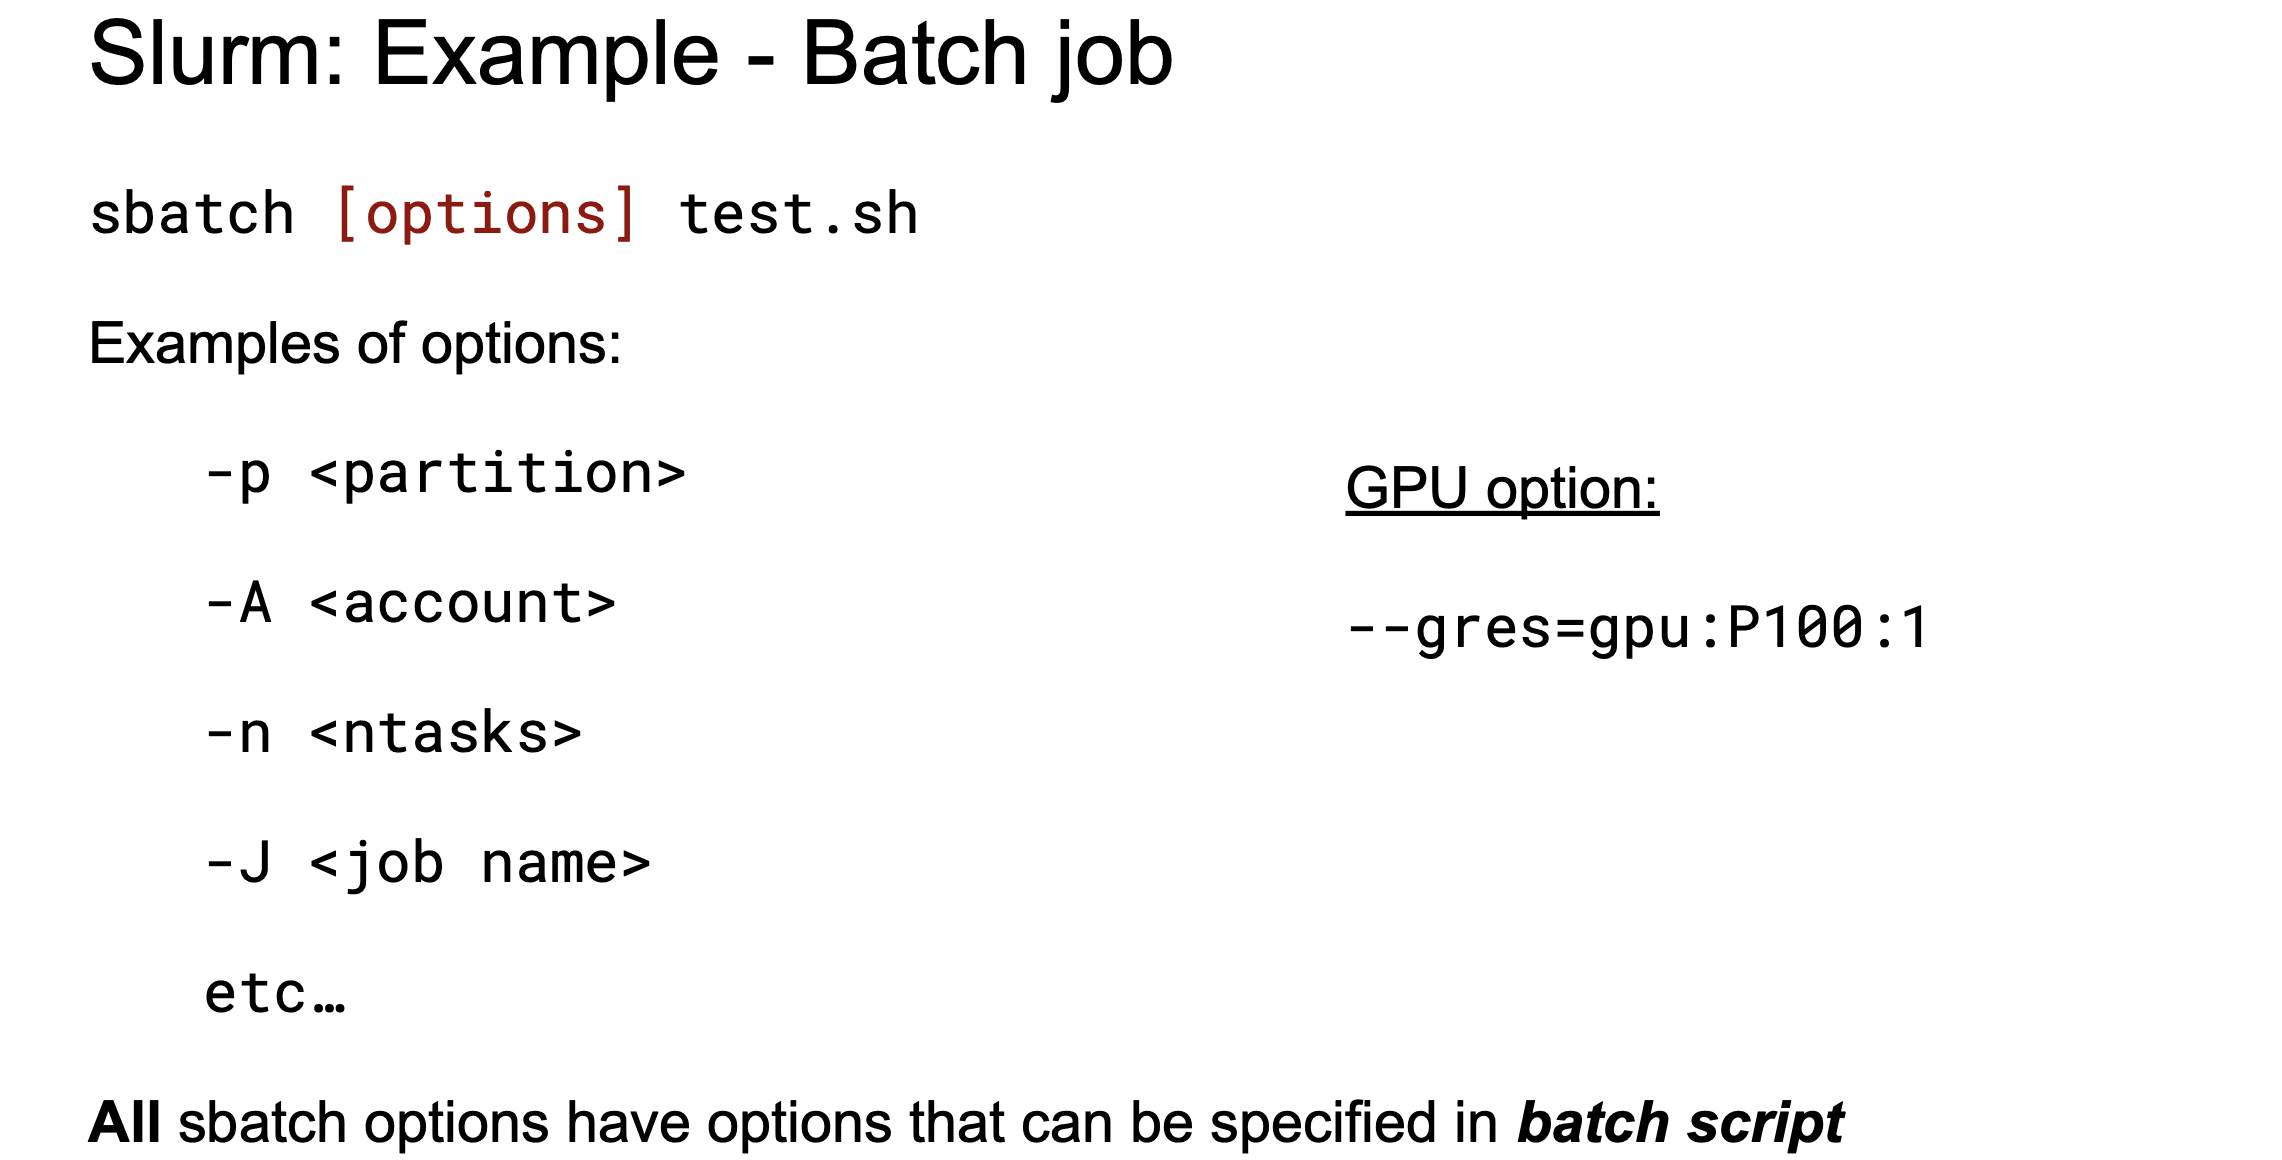 Slurm: Example - Batch job
sbatch [options] test.sh
Examples of options:
-p <partition>
-A <account>
-n <ntasks>
-J <job name>
etc…
GPU option:
--gres=gpu:P100:1
All sbatch options have options that can be specified in batch script